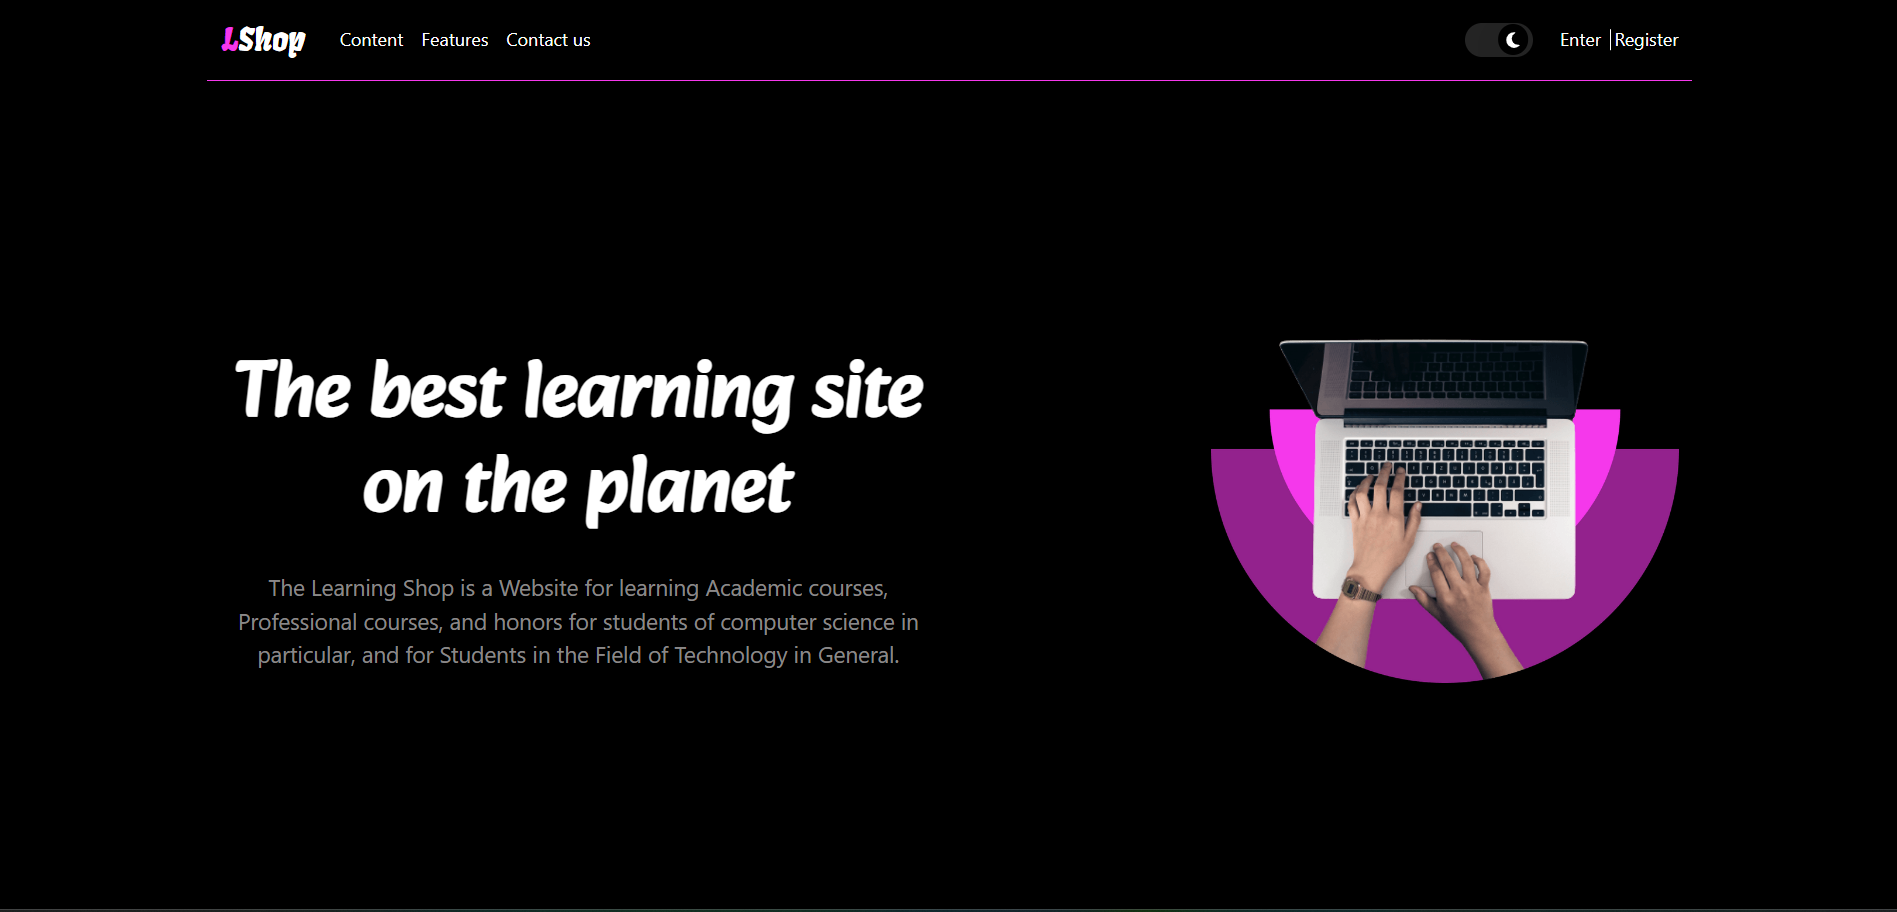 LShop Content Features Contact us Enter | Register
The best learning site
on the planet
The Learning Shop is a Website for learning Academic courses,
Professional courses, and honors for students of computer science in
particular, and for Students in the Field of Technology in General.